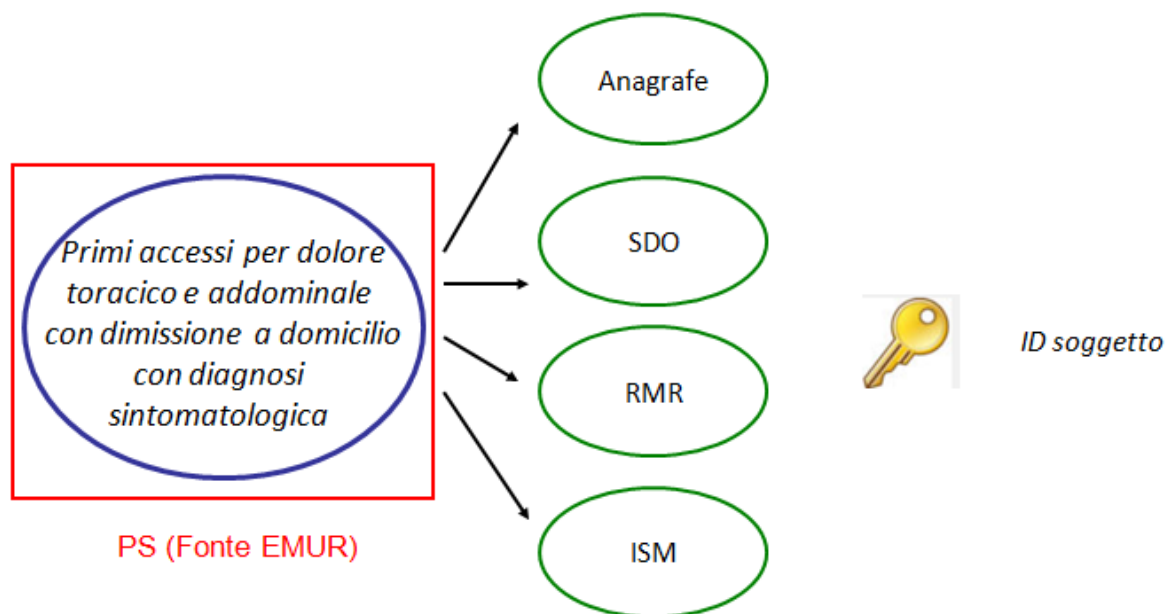 Primi accessi per dolore
toracico e addominale
con dimissione a domicilio
con diagnosi
sintomatologica
PS (Fonte EMUR)
Anagrafe
SDO
RMR
ISM
ID soggetto